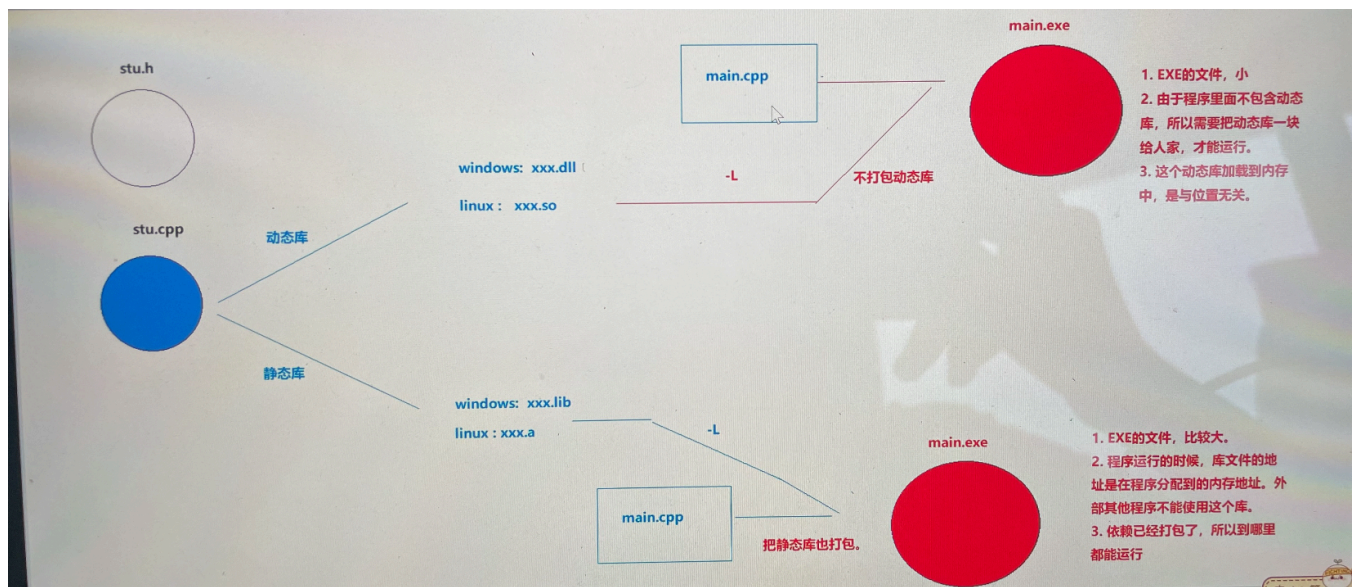 stu.h
stu.cpp
动态库
静态库
windows: xxx.dll
linux： xxx.so
windows: xxx.lib
linux : xxx.a
main.cpp
-L
不打包动态库
main.exe
1. EXE的文件，小
2. 由于程序里面不包含动态
库，所以需要把动态库一块
给人家，才能运行。
3. 这个动态库加载到内存
中，是与位置无关。
-L
main.cpp
把静态库也打包。
main.exe
1. EXE的文件，比较大。
2. 程序运行的时候，库文件的地
址是在程序分配到的内存地址。外
部其他程序不能使用这个库。
3. 依赖已经打包了，所以到哪里
都能运行